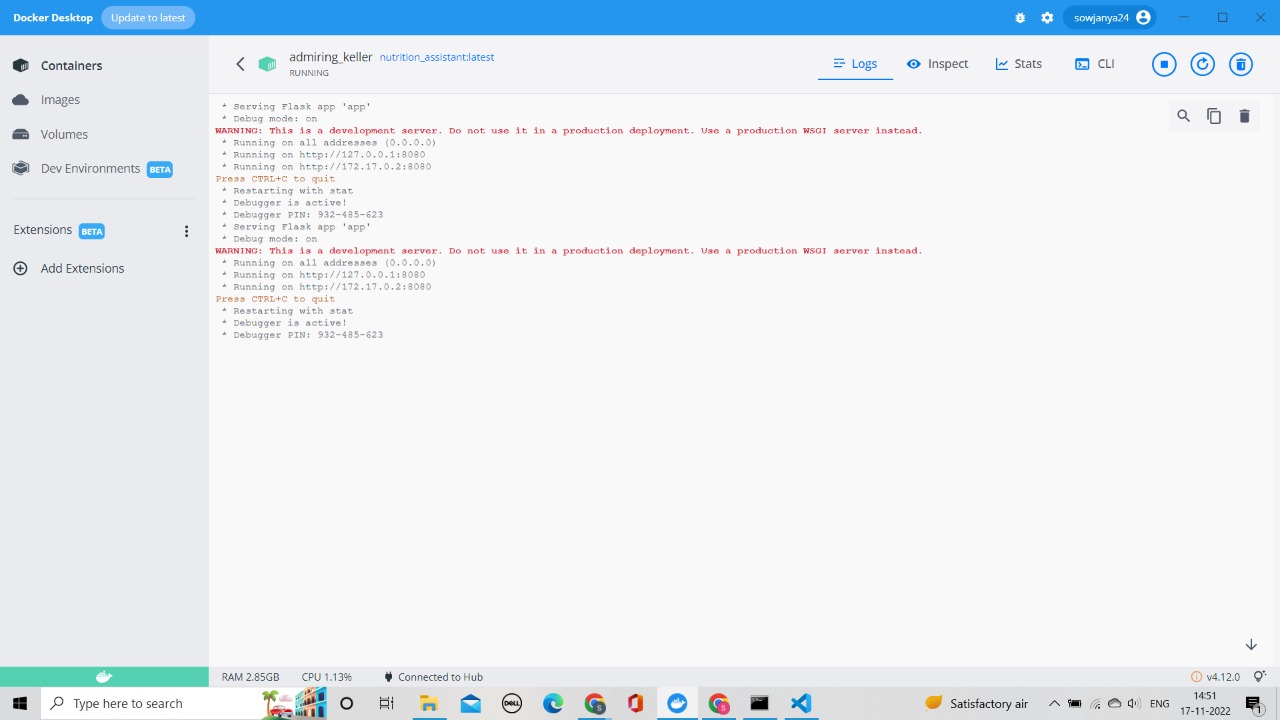 Docker Desktop
Update to latest
sowjanya24
Containers
Images
Volumes
Dev Environments BETA
Extensions BETA
Add Extensions
admiring_keller nutrition_assistant:latest
RUNNING
Logs
Inspect
Stats
CLI
* Serving Flask app 'app'
* Debug mode: on
WARNING: This is a development server. Do not use it in a production deployment. Use a production WSGI server instead.
* Running on all addresses (0.0.0.0)
* Running on http://127.0.0.1:8080
* Running on http://172.17.0.2:8080
Press CTRL+C to quit
* Restarting with stat
* Debugger is active!
* Debugger PIN: 932-485-623
* Serving Flask app 'app'
* Debug mode: on
WARNING: This is a development server. Do not use it in a production deployment. Use a production WSGI server instead.
* Running on all addresses (0.0.0.0)
* Running on http://127.0.0.1:8080
* Running on http://172.17.0.2:8080
Press CTRL+C to quit
* Restarting with stat
* Debugger is active!
* Debugger PIN: 932-485-623
RAM 2.85GB CPU 1.13% Connected to Hub
v4.12.0
Type here to search
DELL
S
S
Satisfactory air
ENG
14:51
17-11-2022
1